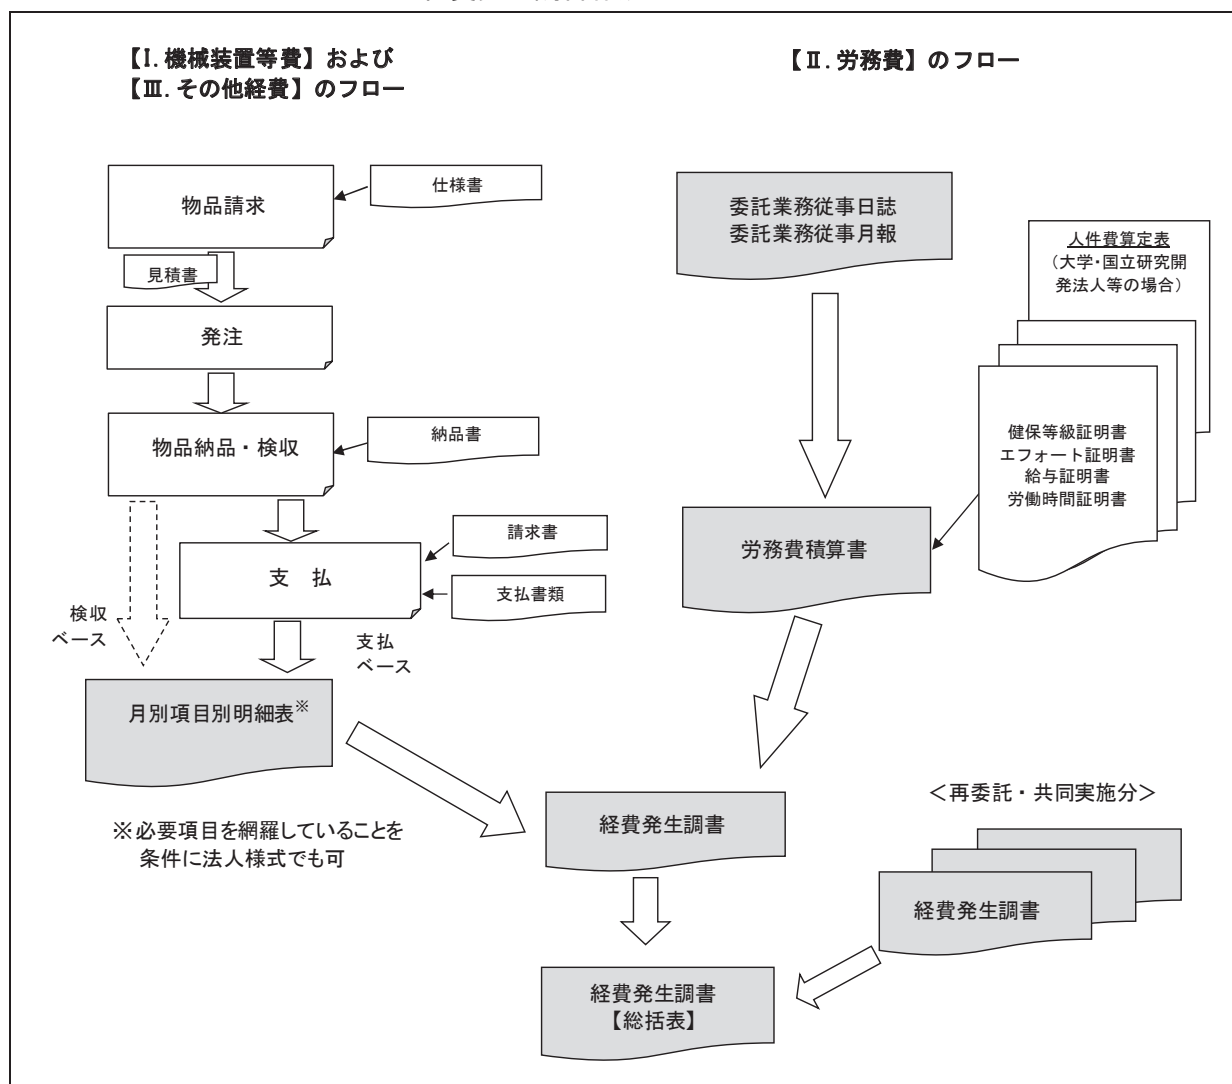 【Ⅰ.機械装置等費】および
【Ⅲ.その他経費】のフロー
物品請求
仕様書
見積書
発注
物品納品・検収
納品書
請求書
支　払
支払書類
検収
ベース
支払
ベース
月別項目別明細表※
※必要項目を網羅していることを
条件に法人様式でも可
【Ⅱ.労務費】のフロー
委託業務従事日誌
委託業務従事月報
人件費算定表
（大学・国立研究開
発法人等の場合）
健保等級証明書
エフォート証明書
給与証明書
労働時間証明書
労務費積算書
経費発生調書
＜再委託・共同実施分＞
経費発生調書
経費発生調書
【総括表】